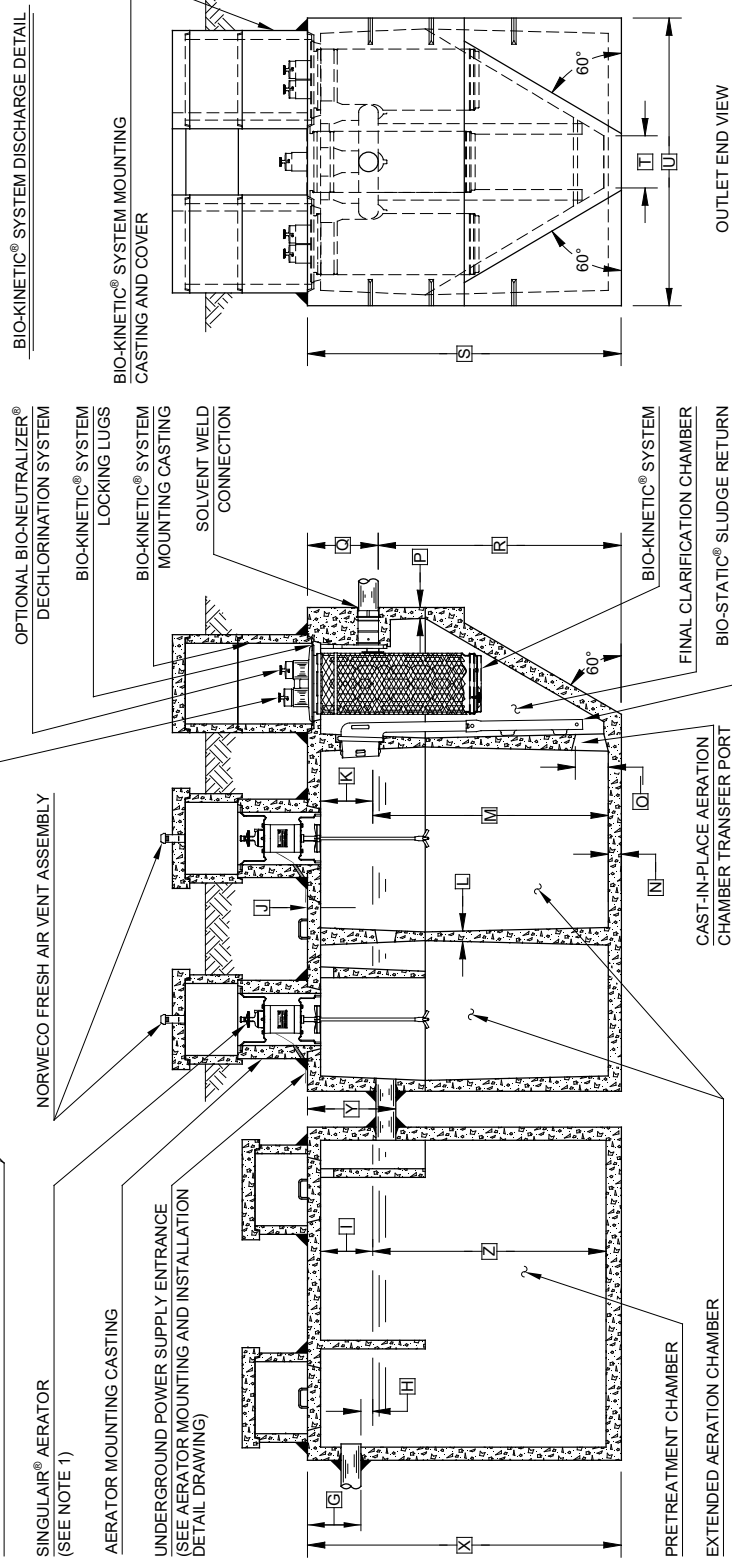 SINGULAIR® AERATOR
(SEE NOTE 1)
AERATOR MOUNTING CASTING
UNDERGROUND POWER SUPPLY ENTRANCE
(SEE AERATOR MOUNTING AND INSTALLATION
DETAIL DRAWING)
NORWECO FRESH AIR VENT ASSEMBLY
OPTIONAL BIO-NEUTRALIZER®
DECHLORINATION SYSTEM
BIO-KINETIC® SYSTEM
LOCKING LUGS
BIO-KINETIC® SYSTEM
MOUNTING CASTING
SOLVENT WELD
CONNECTION
BIO-KINETIC® SYSTEM DISCHARGE DETAIL
BIO-KINETIC® SYSTEM MOUNTING
CASTING AND COVER
G
H
I
X
Y
Z
J
K
L
M
N
O
P
Q
R
60°
S
T
U
60°
60°
PRETREATMENT CHAMBER
EXTENDED AERATION CHAMBER
CAST-IN-PLACE AERATION
CHAMBER TRANSFER PORT
BIO-KINETIC® SYSTEM
FINAL CLARIFICATION CHAMBER
BIO-STATIC® SLUDGE RETURN
OUTLET END VIEW